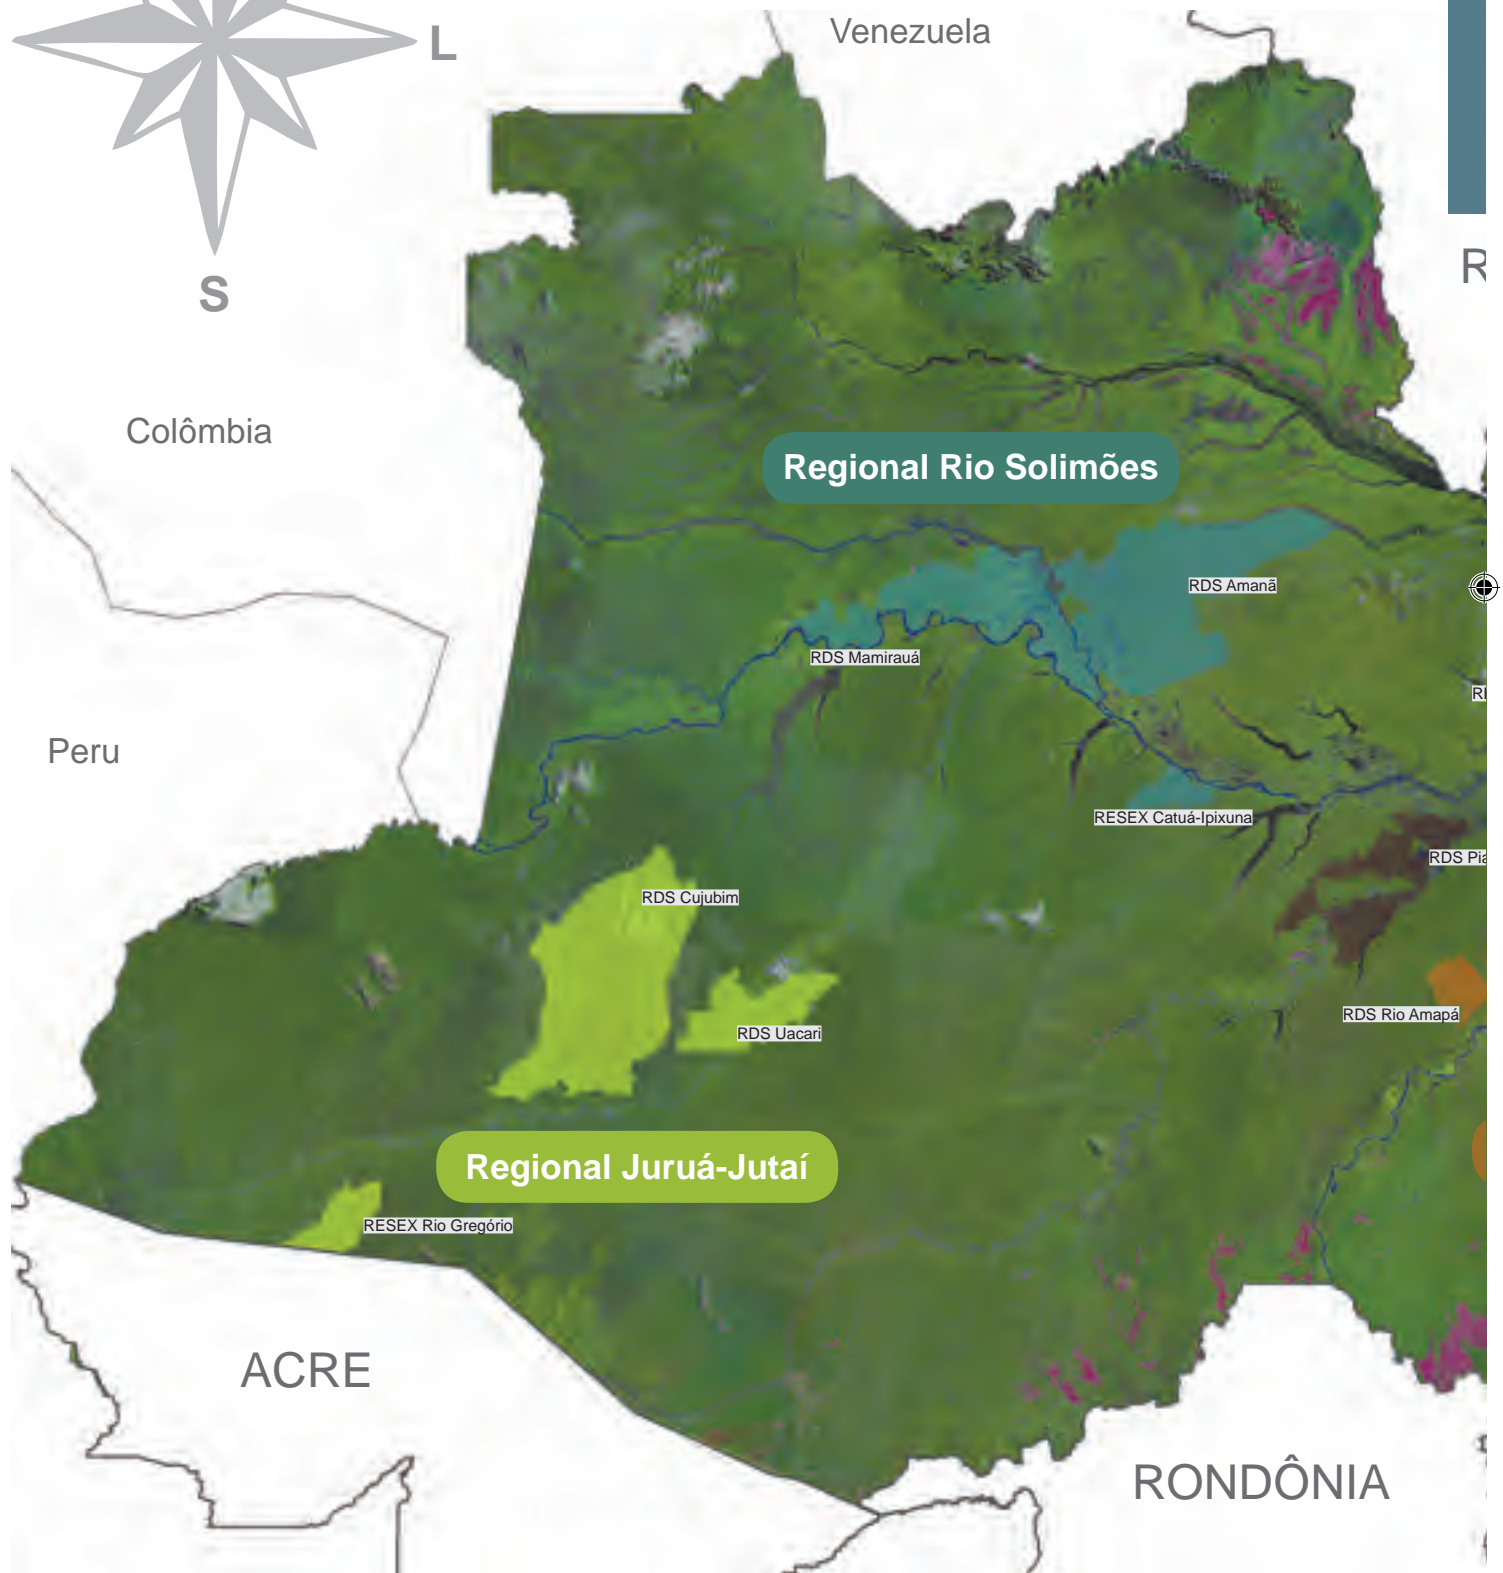 Venezuela
L
S
R
Colômbia
Regional Rio Solimões
RDS Amanã
RDS Mamirauá
Peru
RESEX Catuá-Ipixuna
RDS
RDS Cujubim
RDS Rio Amapá
RDS Uacari
Regional Juruá-Jutaí
RESEX Rio Gregório
ACRE
RONDÔNIA